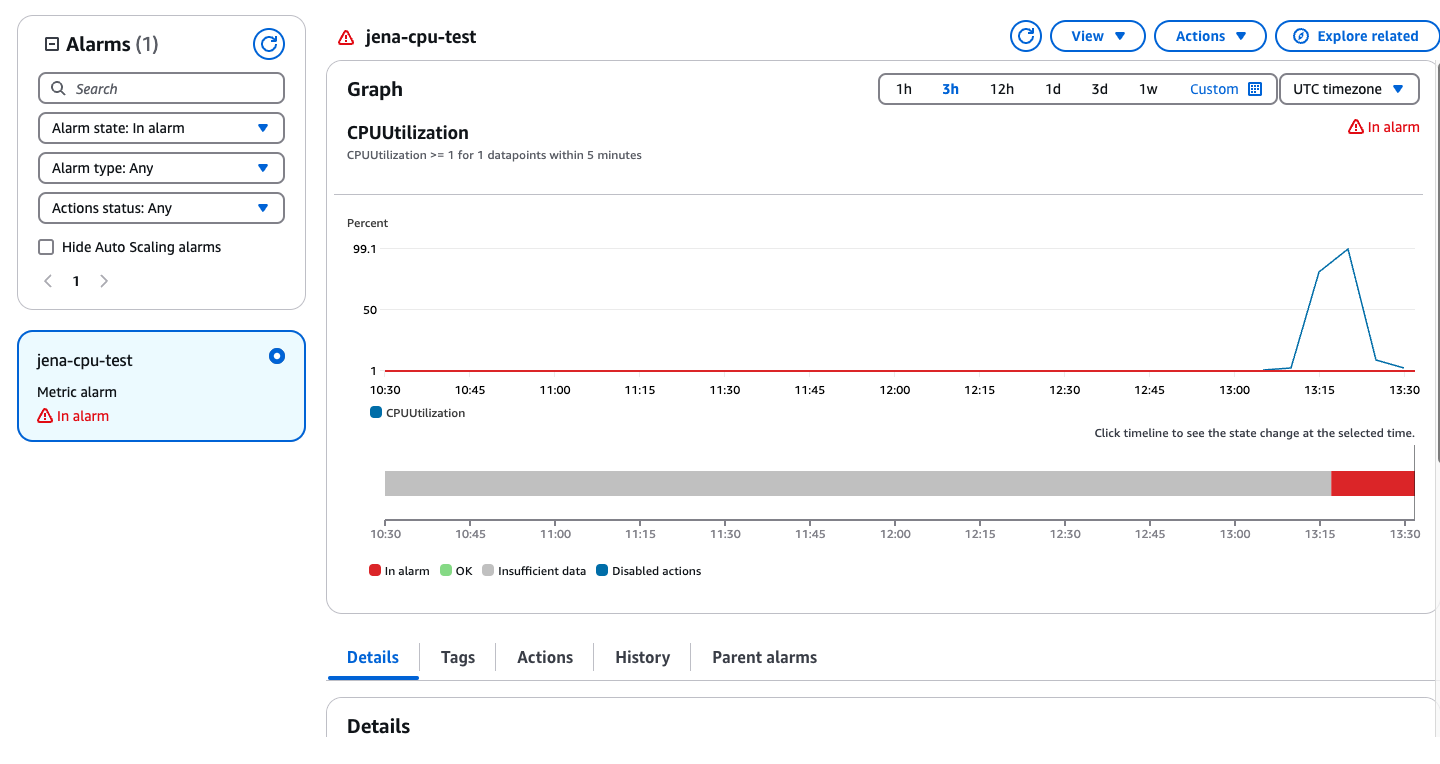 Alarms (1)
Search
Alarm state: In alarm
Alarm type: Any
Actions status: Any
Hide Auto Scaling alarms
1
jena-cpu-test
Metric alarm
In alarm
jena-cpu-test
View
Actions
Explore related
Graph
1h 3h 12h 1d 3d 1w Custom
UTC timezone
CPUUtilization
In alarm
CPUUtilization >= 1 for 1 datapoints within 5 minutes
Percent
99.1
50
1
10:30 10:45 11:00 11:15 11:30 11:45 12:00 12:15 12:30 12:45 13:00 13:15 13:30
CPUUtilization
Click timeline to see the state change at the selected time.
10:30 10:45 11:00 11:15 11:30 11:45 12:00 12:15 12:30 12:45 13:00 13:15 13:30
In alarm OK Insufficient data Disabled actions
Details Tags Actions History Parent alarms
Details